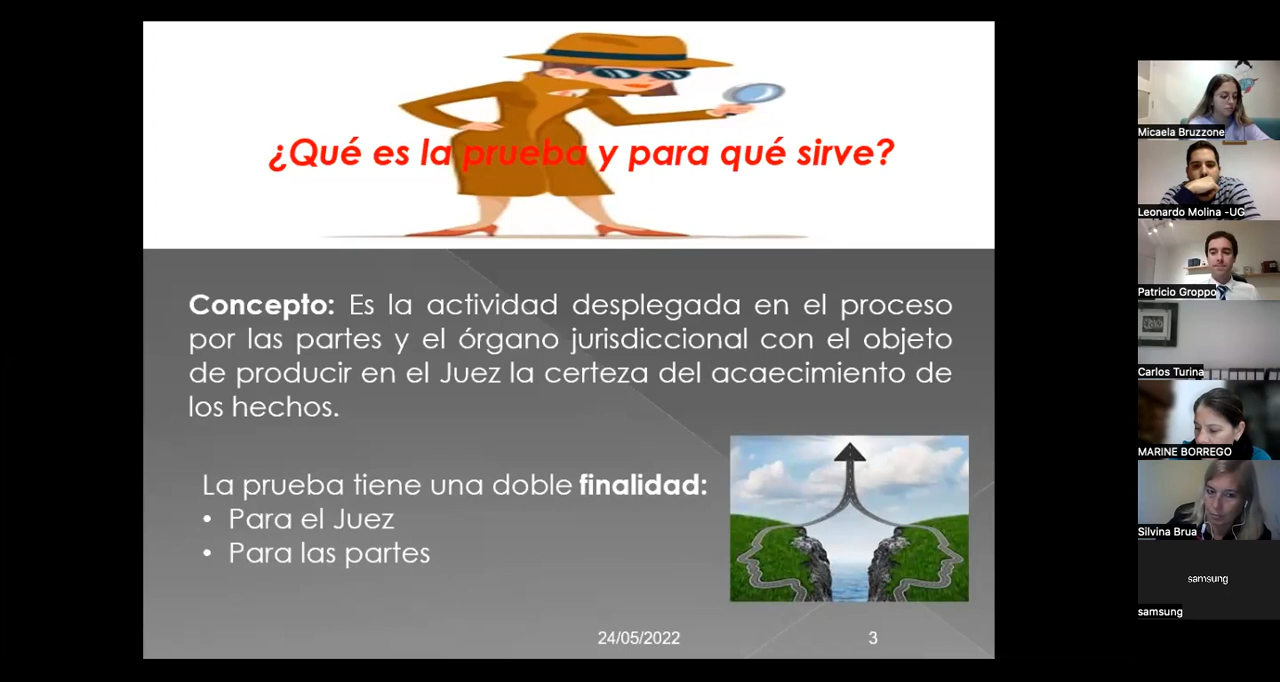 ¿Qué es la prueba y para qué sirve?
Concepto: Es la actividad desplegada en el proceso
por las partes y el órgano jurisdiccional con el objeto
de producir en el Juez la certeza del acaecimiento de
los hechos.
La prueba tiene una doble finalidad:
• Para el Juez
• Para las partes
24/05/2022
3
Micaela Bruzzone
Leonardo Molina -UG
Patricio Groppo
Carlos Turina
MARINE BORREGO
Silvina Brua
samsung
samsung